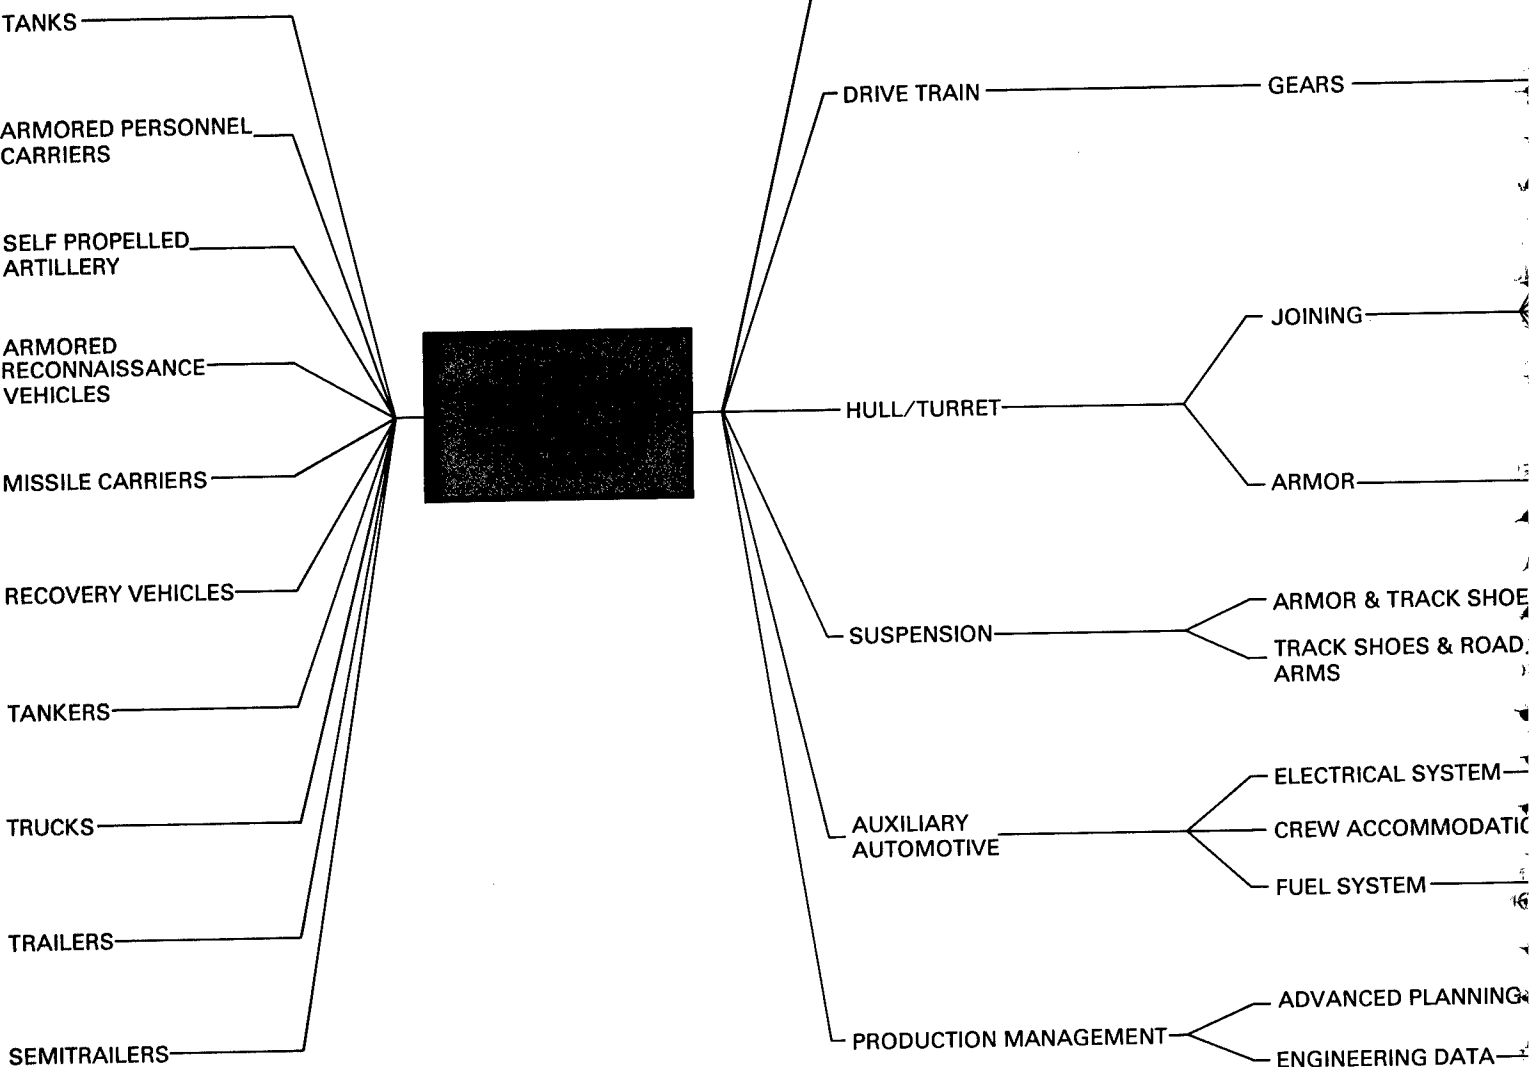 TANKS
ARMORED PERSONNEL
CARRIERS
SELF PROPELLED
ARTILLERY
ARMORED
RECONNAISSANCE
VEHICLES
MISSILE CARRIERS
RECOVERY VEHICLES
TANKERS
TRUCKS
TRAILERS
SEMITRAILERS
DRIVE TRAIN
GEARS
HULL/TURRET
JOINING
ARMOR
SUSPENSION
ARMOR & TRACK SHOE
TRACK SHOES & ROAD
ARMS
AUXILIARY
AUTOMOTIVE
ELECTRICAL SYSTEM
CREW ACCOMMODATIO
FUEL SYSTEM
PRODUCTION MANAGEMENT
ADVANCED PLANNING
ENGINEERING DATA